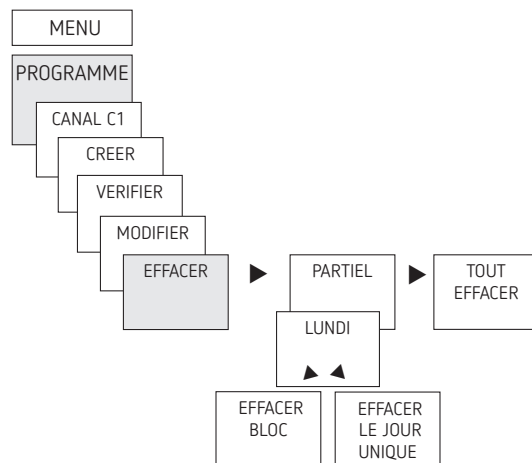 MENU
PROGRAMME
CANAL C1
CREER
VERIFIER
MODIFIER
EFFACER
PARTIEL
TOUT
EFFACER
LUNDI
EFFACER
BLOC
EFFACER
LE JOUR
UNIQUE